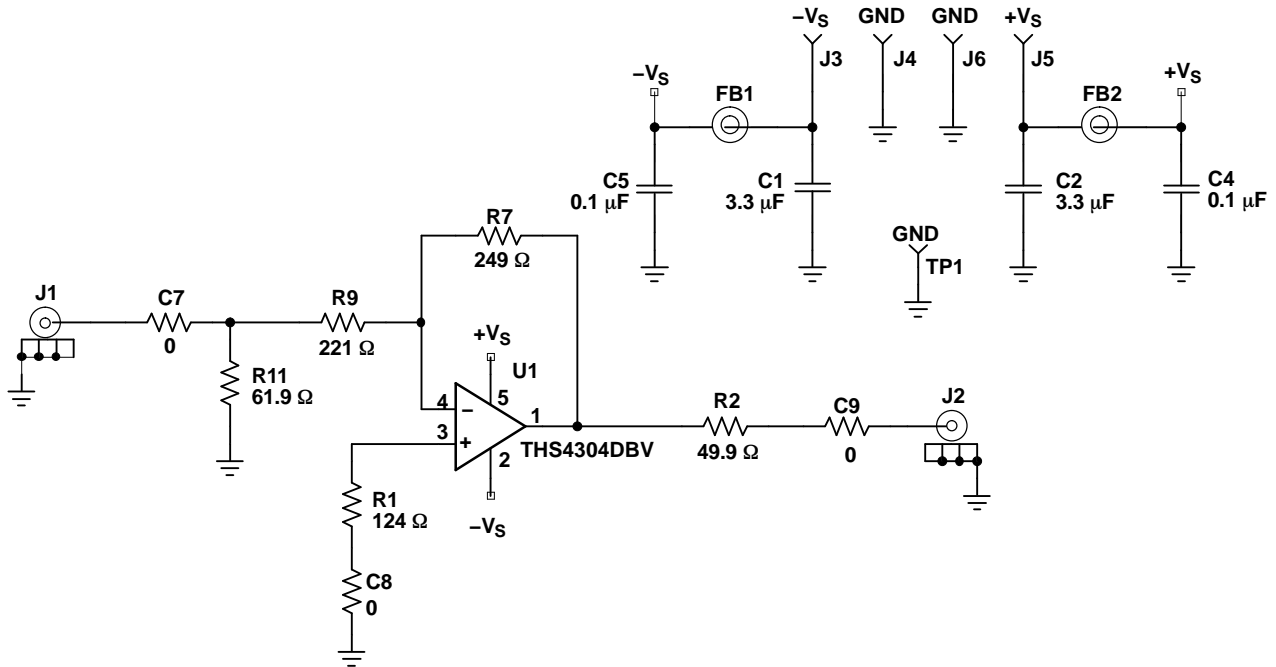 –VS
GND
GND
+VS
J3
J4
J6
J5
–VS
FB1
FB2
+VS
C5
0.1 µF
C1
3.3 µF
C2
3.3 µF
C4
0.1 µF
GND
TP1
R7
249 Ω
J1
C7
0
R9
221 Ω
R11
61.9 Ω
+VS
U1
5
4
–
3
+
1
2
THS4304DBV
–VS
R2
49.9 Ω
C9
0
J2
R1
124 Ω
C8
0